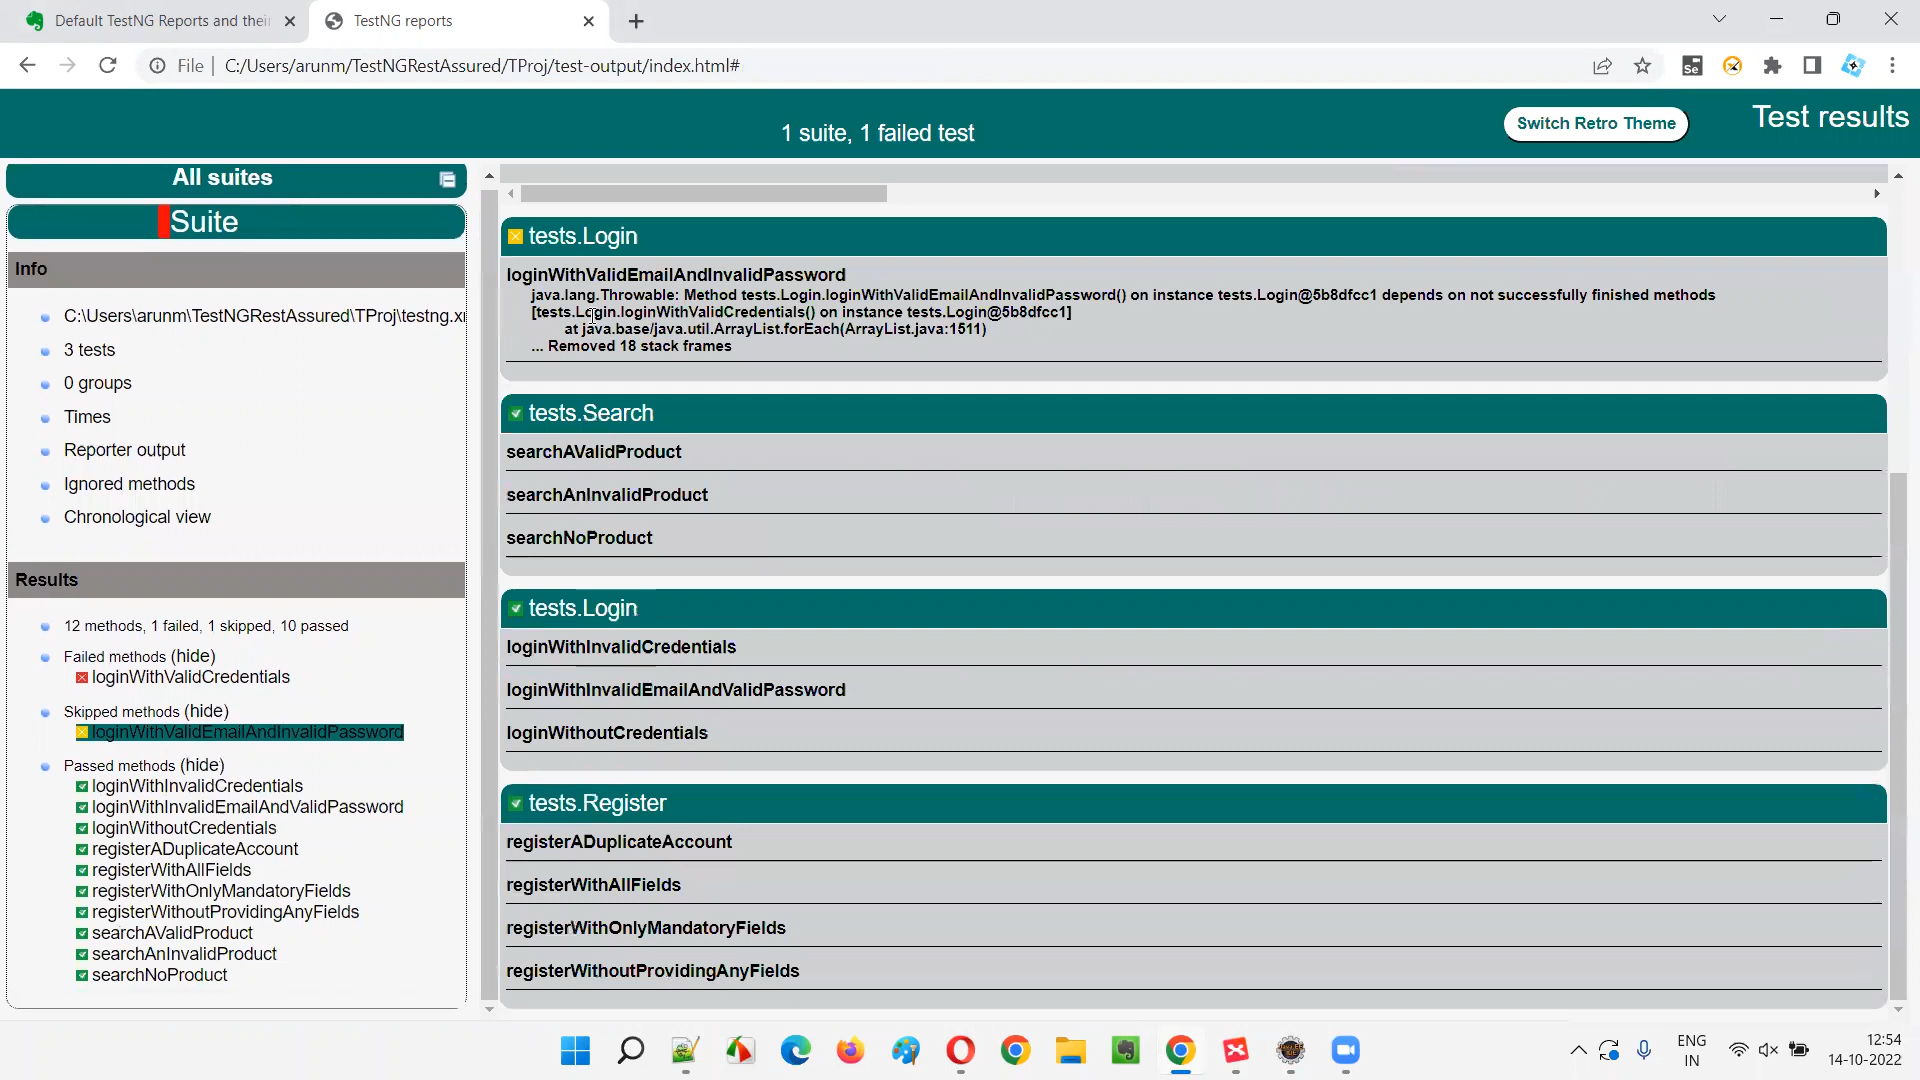 Default TestNG Reports and their
TestNG reports
File
C:/Users/arunm/TestNGRestAssured/TProj/test-output/index.html#
1 suite, 1 failed test
Switch Retro Theme
Test results
All suites
Suite
Info
C:\Users\arunm\TestNGRestAssured\TProj\testng.x
3 tests
0 groups
Times
Reporter output
Ignored methods
Chronological view
Results
12 methods, 1 failed, 1 skipped, 10 passed
Failed methods (hide)
loginWithValidCredentials
Skipped methods (hide)
loginWithValidEmailAndInvalidPassword
Passed methods (hide)
loginWithInvalidCredentials
loginWithInvalidEmailAndValidPassword
loginWithoutCredentials
registerADuplicateAccount
registerWithAllFields
registerWithOnlyMandatoryFields
registerWithoutProvidingAnyFields
searchAValidProduct
searchAnInvalidProduct
searchNoProduct
tests.Login
loginWithValidEmailAndInvalidPassword
java.lang.Throwable: Method tests.Login.loginWithValidEmailAndInvalidPassword() on instance tests.Login@5b8dfcc1 depends on not successfully finished methods
[tests.Login.loginWithValidCredentials() on instance tests.Login@5b8dfcc1]
at java.base/java.util.ArrayList.forEach(ArrayList.java:1511)
... Removed 18 stack frames
tests.Search
searchAValidProduct
searchAnInvalidProduct
searchNoProduct
tests.Login
loginWithInvalidCredentials
loginWithInvalidEmailAndValidPassword
loginWithoutCredentials
tests.Register
registerADuplicateAccount
registerWithAllFields
registerWithOnlyMandatoryFields
registerWithoutProvidingAnyFields
Se
ENG
IN
12:54
14-10-2022